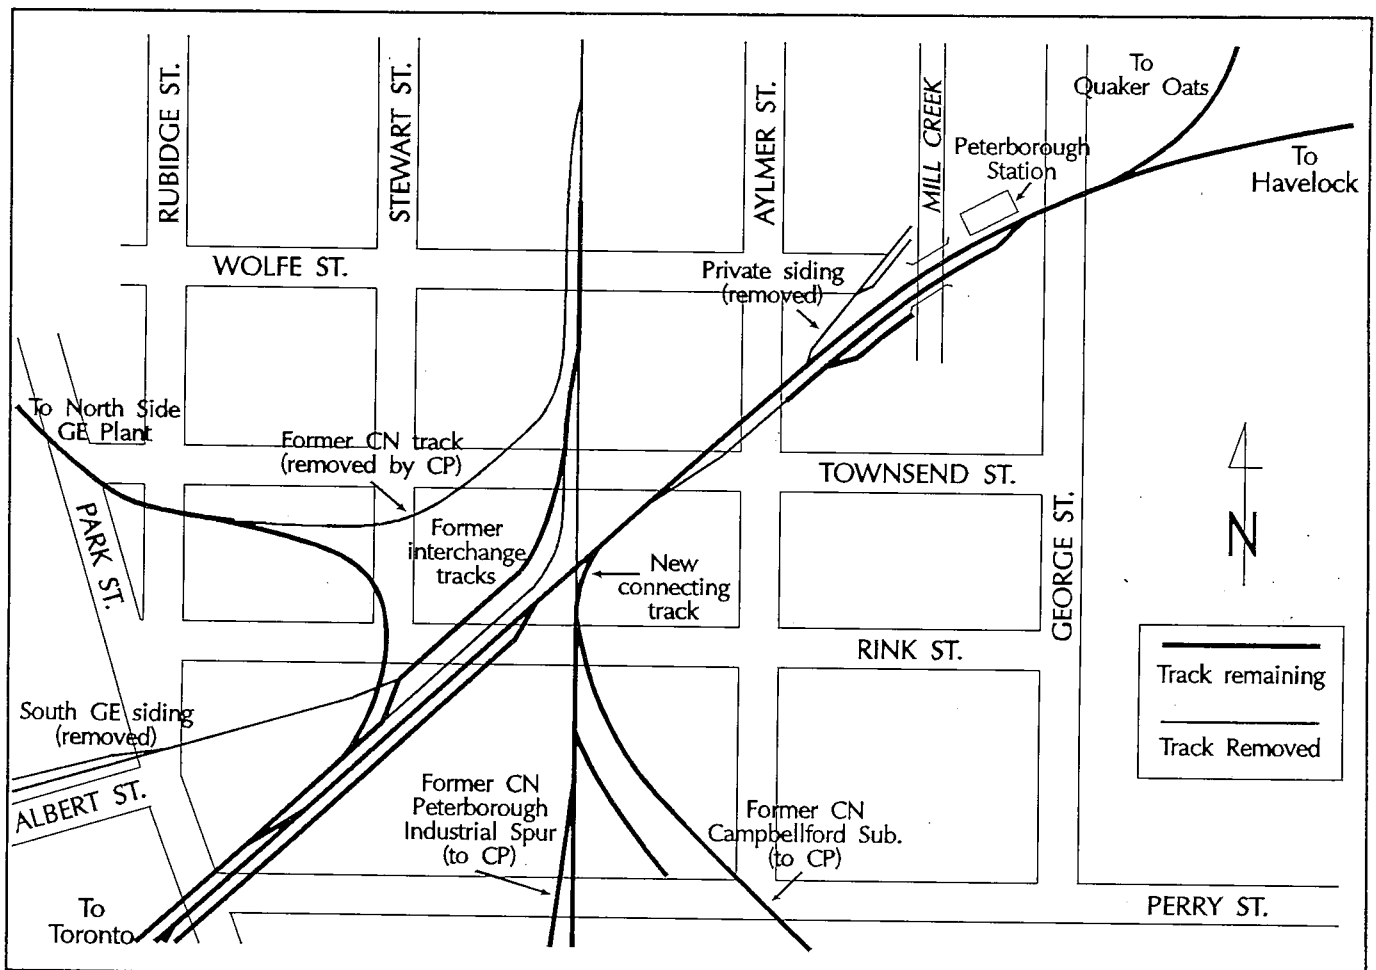 RUBIDGE ST.
STEWART ST.
AYLMER ST.
MILL CREEK
To
Quaker Oats
Peterborough
Station
To
Havelock
WOLFE ST.
Private siding
(removed)
To North Side
GE Plant
Former CN track
(removed by CP)
TOWNSEND ST.
PARK ST.
Former
interchange
tracks
New
connecting
track
GEORGE ST.
N
RINK ST.
Track remaining
Track Removed
South GE siding
(removed)
ALBERT ST.
Former CN
Peterborough
Industrial Spur
(to CP)
Former CN
Campbellford Sub.
(to CP)
To
Toronto
PERRY ST.